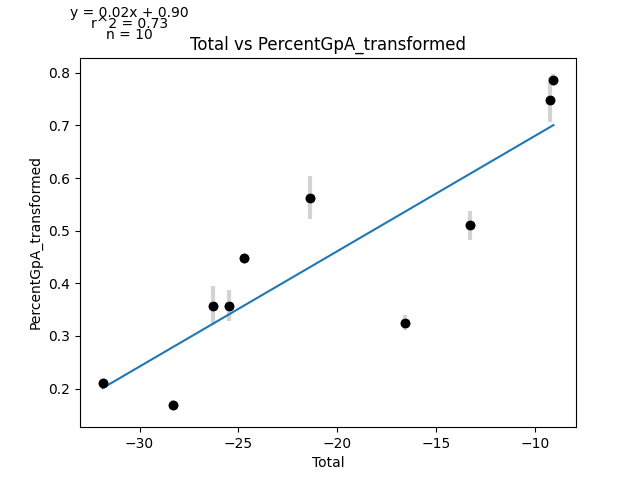 y = 0.02x + 0.90
r^2 = 0.73
n = 10
Total vs PercentGpA_transformed
PercentGpA_transformed
0.8
0.7
0.6
0.5
0.4
0.3
0.2
−30
−25
−20
−15
−10
Total